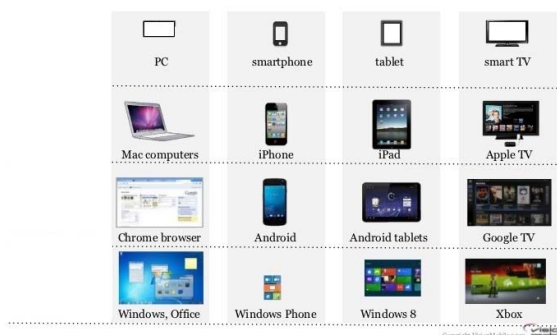 PC smartphone tablet smart TV
Mac computers iPhone iPad Apple TV
Chrome browser Android Android tablets Google TV
Windows, Office Windows Phone Windows 8 Xbox